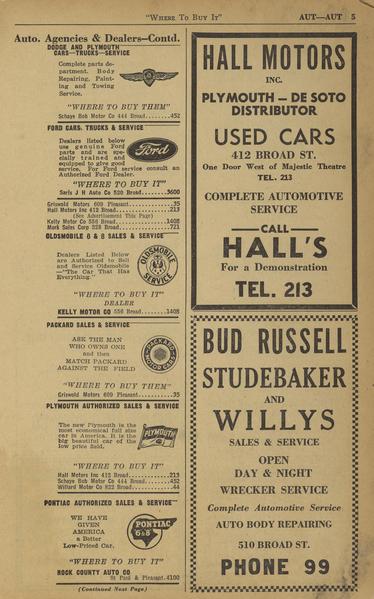 "WHERE TO BUY IT"
AUT—AUT 5
Auto. Agencies & Dealers—Contd.
DODGE AND PLYMOUTH
CARS—TRUCKS—SERVICE
Complete parts de-
partment. Body
Repairing, Paint-
ing and Towing
Service.
"WHERE TO BUY THEM"
Schaye Bob Motor Co 444 Broad......452
FORD CARS, TRUCKS & SERVICE
Dealers listed below
use genuine Ford
parts and are spe-
cially trained and
equipped to give good
service. For Ford service consult an
Authorized Ford Dealer.
Ford
"WHERE TO BUY IT"
Saris J H Auto Co 520 Broad......3600
Griswold Motors 609 Pleasant......35
Hall Motors Inc 412 Broad......213
(See Advertisement This Page)
Kelly Motor Co 556 Broad......1408
Mork Sales Corp 328 Broad......721
OLDSMOBILE 6 & 8 SALES & SERVICE
Dealers Listed Below
are Authorized to Sell
and Service Oldsmobile
—"The Car That Has
Everything."
OLDSMOBILE
SERVICE
"WHERE TO BUY IT"
DEALER
KELLY MOTOR CO 556 Broad......1408
PACKARD SALES & SERVICE
ASK THE MAN
WHO OWNS ONE
and then
MATCH PACKARD
AGAINST THE FIELD
PACKARD
MOTOR CARS
"WHERE TO BUY THEM"
Griswold Motors 609 Pleasant......35
PLYMOUTH AUTHORIZED SALES & SERVICE
The new Plymouth is the
most economical full size
car in America. It is the
big beautiful car of the
low price field.
PLYMOUTH
"WHERE TO BUY IT"
Hall Motors Inc 412 Broad......213
Schaye Bob Motor Co 444 Broad......452
Willard Motor Co 822 Broad......44
PONTIAC AUTHORIZED SALES & SERVICE
WE HAVE
GIVEN
AMERICA
a Better
Low-Priced Car,
PONTIAC
6 & 8
"WHERE TO BUY IT"
ROCK COUNTY AUTO CO
St Paul & Pleasant.4100
(Continued Next Page)
HALL MOTORS
INC.
PLYMOUTH — DE SOTO
DISTRIBUTOR
USED CARS
412 BROAD ST.
One Door West of Majestic Theatre
TEL. 213
COMPLETE AUTOMOTIVE
SERVICE
—CALL—
HALL'S
For a Demonstration
TEL. 213
BUD RUSSELL
STUDEBAKER
AND
WILLYS
SALES & SERVICE
OPEN
DAY & NIGHT
WRECKER SERVICE
Complete Automotive Service
AUTO BODY REPAIRING
510 BROAD ST.
PHONE 99